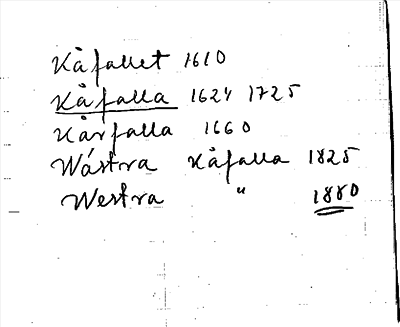 Kåfallet 1610
Kåfalla 1624 1725
Kårfalla 1660
Wästra Kåfalla 1825
Westra " 1880